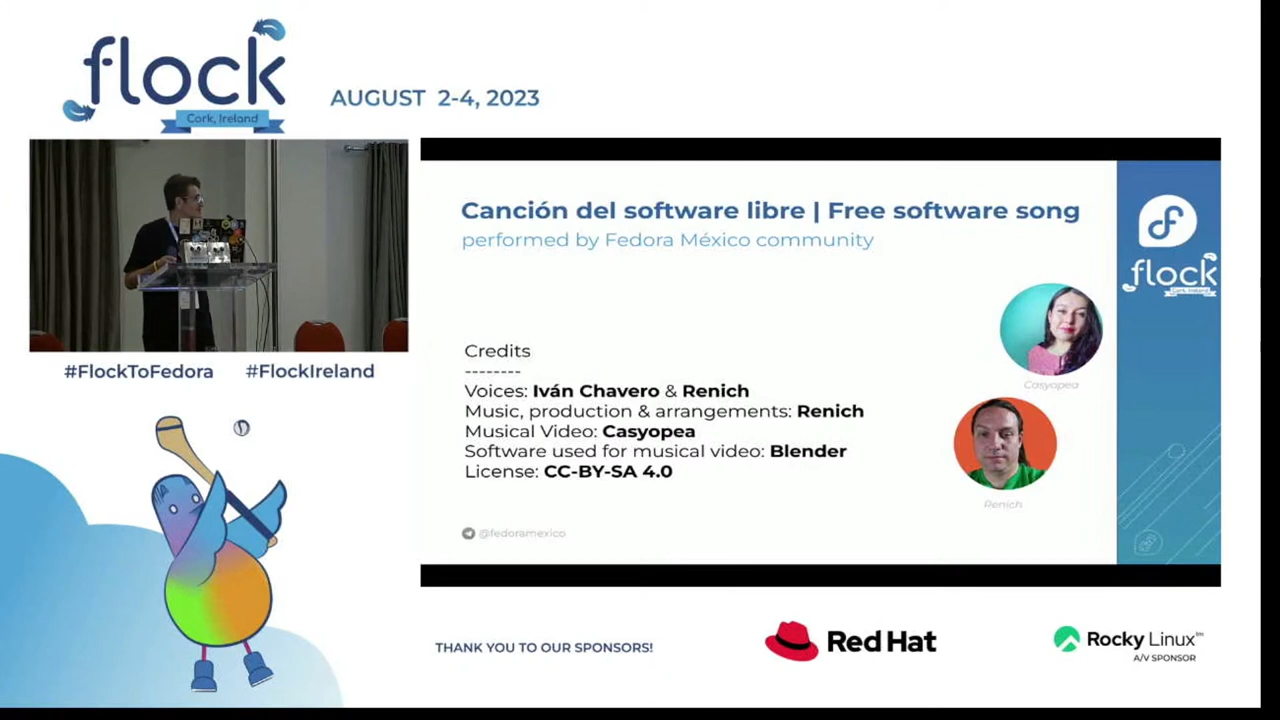 flock
Cork, Ireland
AUGUST 2-4, 2023
Canción del software libre | Free software song
performed by Fedora México community
flock
Cork, Ireland
Casyopea
Credits
--------
Voices: Iván Chavero & Renich
Music, production & arrangements: Renich
Musical Video: Casyopea
Software used for musical video: Blender
License: CC-BY-SA 4.0
Renich
@fedoramexico
#FlockToFedora #FlockIreland
THANK YOU TO OUR SPONSORS!
Red Hat
Rocky Linux™
A/V SPONSOR